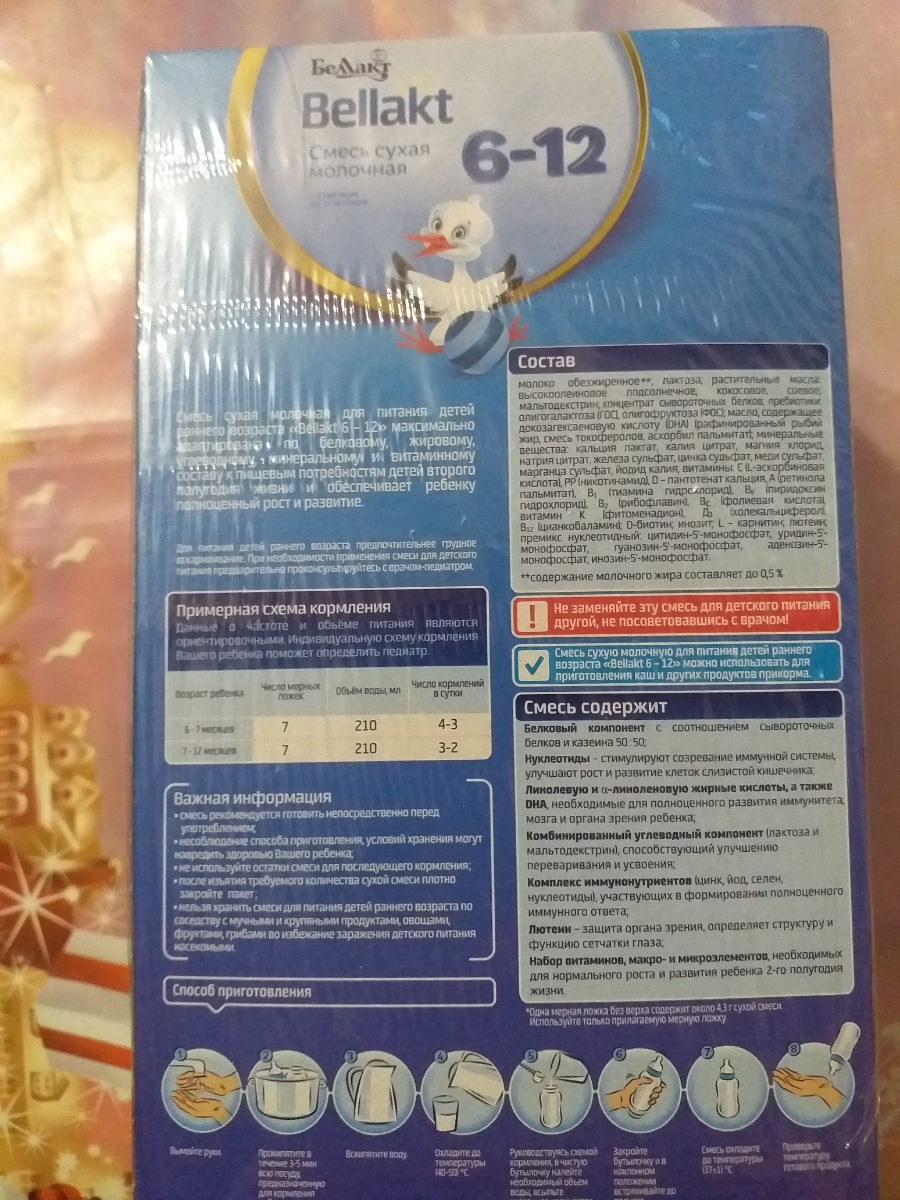 Беллакт
Bellakt
Смесь сухая
молочная
6-12
Смесь сухая молочная для питания детей
раннего возраста «Bellakt 6 – 12» максимально
адаптирована по белковому, жировому,
углеводному, минеральному и витаминному
составу к пищевым потребностям детей второго
полугодия жизни и обеспечивает ребенку
полноценный рост и развитие.
Для питания детей раннего возраста предпочтительнее грудное
вскармливание. При необходимости применения смеси для детского
питания предварительно проконсультируйтесь с врачом-педиатром.
Примерная схема кормления
Данные о частоте и объёме питания являются
ориентировочными. Индивидуальную схему кормления
Вашего ребенка поможет определить педиатр.
Возраст ребенка
Число мерных
ложек
Объём воды, мл
Число кормлений
в сутки
6 - 7 месяцев 7 210 4-3
7 - 12 месяцев 7 210 3-2
Важная информация
• смесь рекомендуется готовить непосредственно перед
употреблением;
• несоблюдение способа приготовления, условий хранения могут
навредить здоровью Вашего ребенка;
• не используйте остатки смеси для последующего кормления;
• после изъятия требуемого количества сухой смеси плотно
закройте пакет;
• нельзя хранить смеси для питания детей раннего возраста по
соседству с мучными и крупяными продуктами, овощами,
фруктами, грибами во избежание заражения детского питания
насекомыми.
Способ приготовления
Состав
молоко обезжиренное**, лактоза, растительные масла:
высокоолеиновое подсолнечное, кокосовое, соевое;
мальтодекстрин, концентрат сывороточных белков, пребиотики:
олигогалактоза (ГОС), олигофруктоза (ФОС); масло, содержащее
докозагексаеновую кислоту (DHA) (рафинированный рыбий
жир, смесь токоферолов, аскорбил пальмитат); минеральные
вещества: кальция лактат, калия цитрат, магния хлорид,
натрия цитрат, железа сульфат, цинка сульфат, меди сульфат,
марганца сульфат, йодид калия; витамины: С (L-аскорбиновая
кислота), РР (никотинамид), D – пантотенат кальция, А (ретинола
пальмитат), В1 (тиамина гидрохлорид), В6 (пиридоксин
гидрохлорид), В2 (рибофлавин), Вс (фолиевая кислота),
витамин К (фитоменадион), Д3 (холекальциферол),
В12 (цианкобаламин); D-биотин; инозит; L – карнитин; лютеин;
премикс нуклеотидный: цитидин-5'-монофосфат, уридин-5'-
монофосфат, гуанозин-5'-монофосфат, аденозин-5'-
монофосфат, инозин-5'-монофосфат.
**содержание молочного жира составляет до 0,5 %
! Не заменяйте эту смесь для детского питания
другой, не посоветовавшись с врачом!
Смесь сухую молочную для питания детей раннего
возраста «Bellakt 6 – 12» можно использовать для
приготовления каш и других продуктов прикорма.
Смесь содержит
Белковый компонент с соотношением сывороточных
белков и казеина 50:50;
Нуклеотиды – стимулируют созревание иммунной системы,
улучшают рост и развитие клеток слизистой кишечника;
Линолевую и α-линоленовую жирные кислоты, а также
DHA, необходимые для полноценного развития иммунитета,
мозга и органа зрения ребенка;
Комбинированный углеводный компонент (лактоза и
мальтодекстрин), способствующий улучшению
переваривания и усвоения;
Комплекс иммунонутриентов (цинк, йод, селен,
нуклеотиды), участвующих в формировании полноценного
иммунного ответа;
Лютеин – защита органа зрения, определяет структуру и
функцию сетчатки глаза;
Набор витаминов, макро- и микроэлементов, необходимых
для нормального роста и развития ребенка 2-го полугодия
жизни.
*Одна мерная ложка без верха содержит около 4,3 г сухой смеси.
Используйте только прилагаемую мерную ложку.
1 2 3 4 5 6 7 8
Вымойте руки
Прокипятите в
течение 3-5 мин
всю посуду,
предназначенную
для кормления
Вскипятите воду
Охладите до
температуры
(40-50) °C
Руководствуясь схемой
кормления, в чистую
бутылочку налейте
необходимый объем
воды, всыпьте
Закройте
бутылочку и в
наклонном
положении
встряхивайте до
Смесь охладите
до температуры
(37±1) °C
Проверьте
температуру
готового продукта